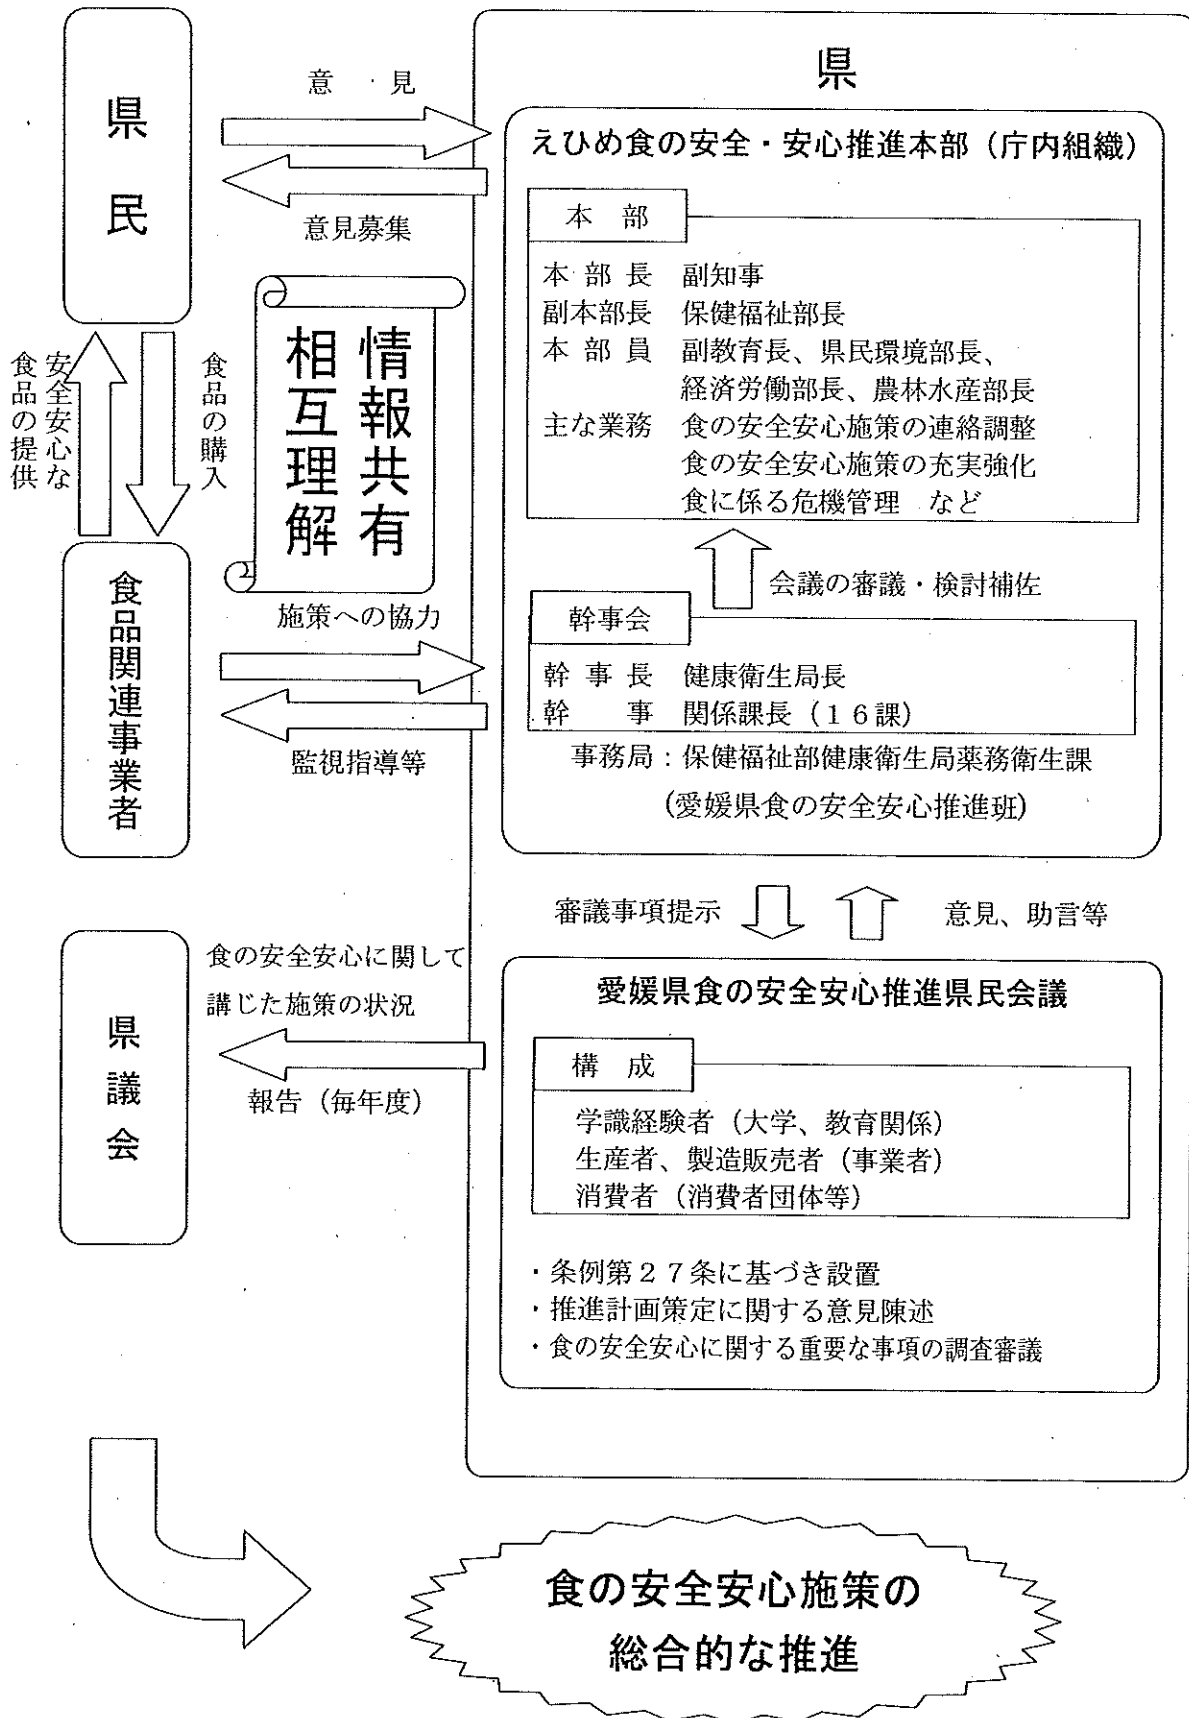 県民
意・見
意見募集
安全安心な
食品の提供
食品の購入
情報共有
相互理解
食品関連事業者
施策への協力
監視指導等
県議会
食の安全安心に関して
講じた施策の状況
報告（毎年度）
県
えひめ食の安全・安心推進本部（庁内組織）
本部
本部長 副知事
副本部長 保健福祉部長
本部員 副教育長、県民環境部長、
経済労働部長、農林水産部長
主な業務 食の安全安心施策の連絡調整
食の安全安心施策の充実強化
食に係る危機管理 など
会議の審議・検討補佐
幹事会
幹事長 健康衛生局長
幹事 関係課長（１６課）
事務局：保健福祉部健康衛生局薬務衛生課
（愛媛県食の安全安心推進班）
審議事項提示
意見、助言等
愛媛県食の安全安心推進県民会議
構成
学識経験者（大学、教育関係）
生産者、製造販売者（事業者）
消費者（消費者団体等）
・条例第２７条に基づき設置
・推進計画策定に関する意見陳述
・食の安全安心に関する重要な事項の調査審議
食の安全安心施策の
総合的な推進